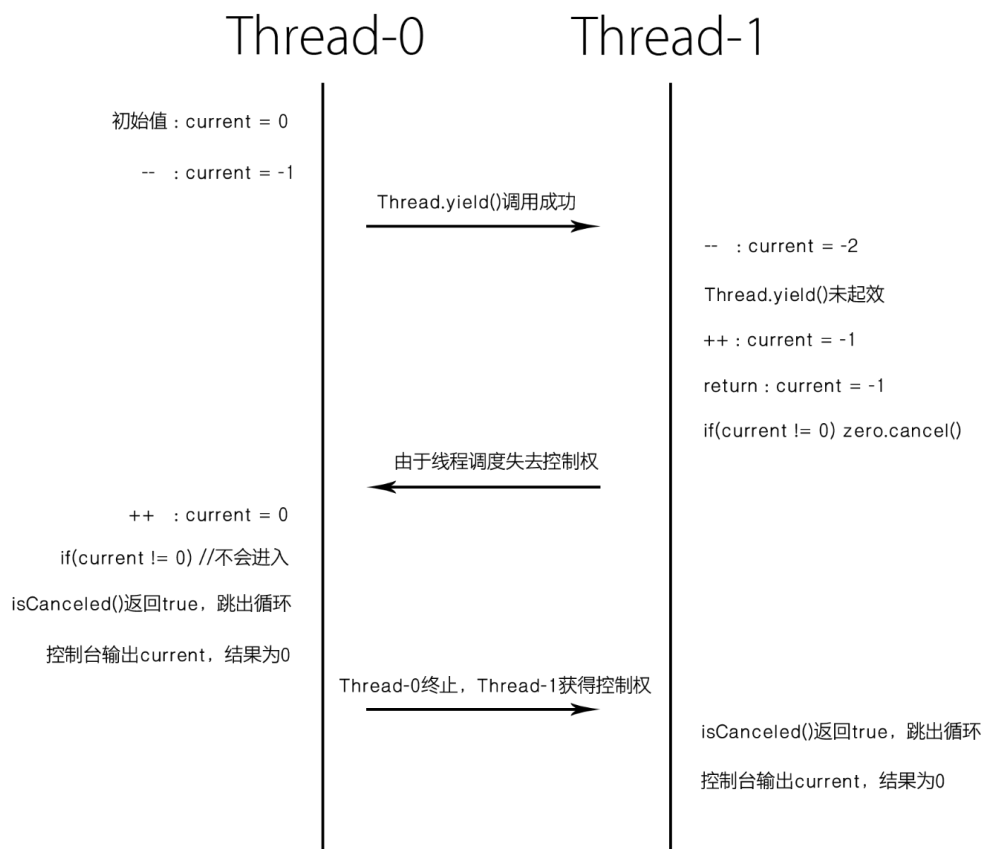 Thread-0
Thread-1
初始值 : current = 0
-- : current = -1
Thread.yield()调用成功
-- : current = -2
Thread.yield()未起效
++ : current = -1
return : current = -1
if(current != 0) zero.cancel()
由于线程调度失去控制权
++ : current = 0
if(current != 0) //不会进入
isCanceled()返回true，跳出循环
控制台输出current，结果为0
Thread-0终止，Thread-1获得控制权
isCanceled()返回true，跳出循环
控制台输出current，结果为0